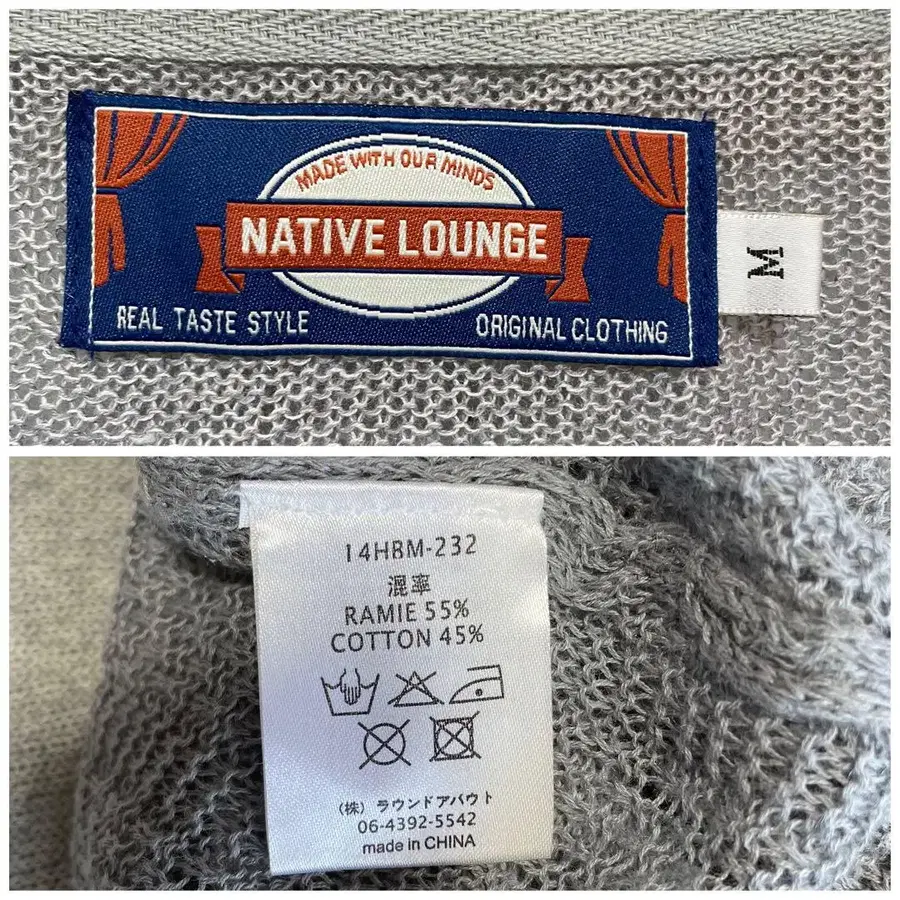 MADE WITH OUR MINDS
NATIVE LOUNGE
REAL TASTE STYLE
ORIGINAL CLOTHING
M
14HBM-232
混率
RAMIE 55%
COTTON 45%
(株) ラウンドアバウト
06-4392-5542
made in CHINA